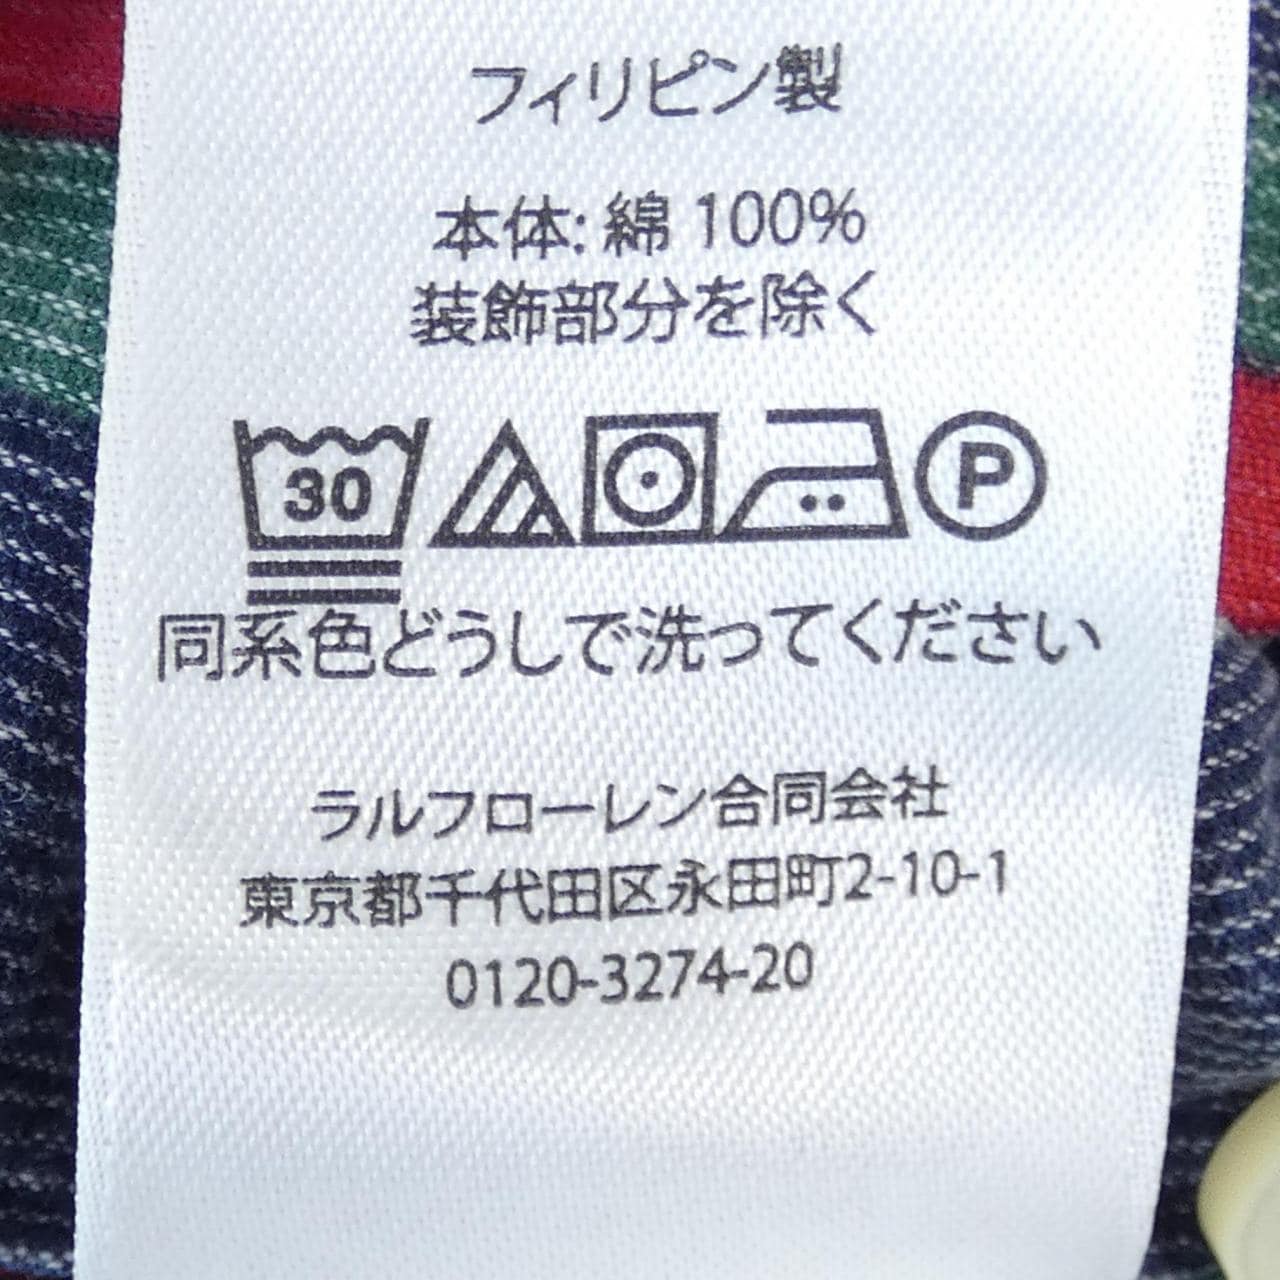 フィリピン製
本体: 綿 100%
装飾部分を除く
30 P
同系色どうしで洗ってください
ラルフローレン合同会社
東京都千代田区永田町2-10-1
0120-3274-20